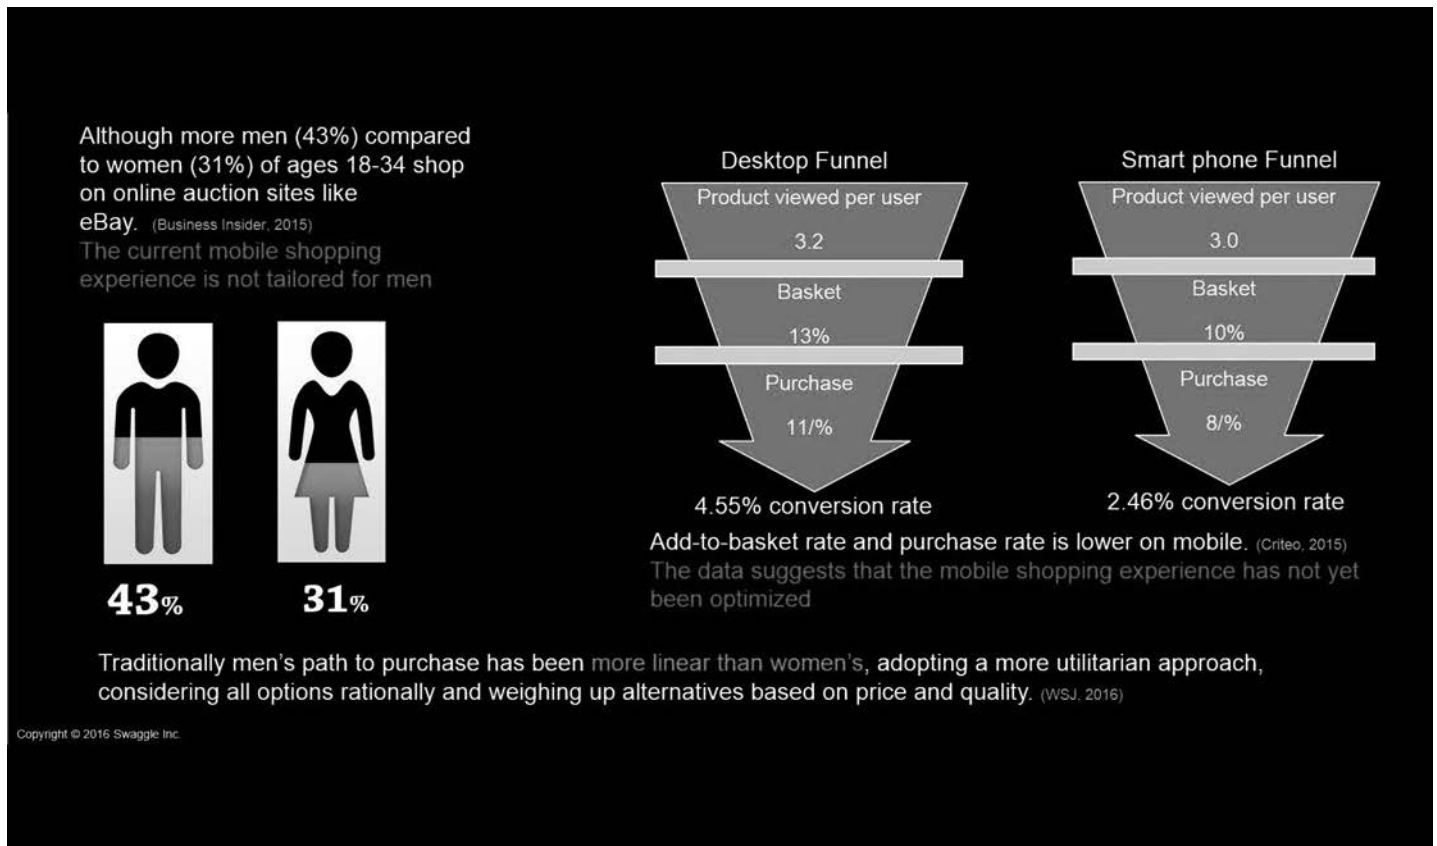 Although more men (43%) compared
to women (31%) of ages 18-34 shop
on online auction sites like
eBay. (Business Insider, 2015)
The current mobile shopping
experience is not tailored for men
43%
31%
Desktop Funnel
Product viewed per user
3.2
Basket
13%
Purchase
11/%
4.55% conversion rate
Smart phone Funnel
Product viewed per user
3.0
Basket
10%
Purchase
8/%
2.46% conversion rate
Add-to-basket rate and purchase rate is lower on mobile. (Criteo, 2015)
The data suggests that the mobile shopping experience has not yet
been optimized
Traditionally men's path to purchase has been more linear than women's, adopting a more utilitarian approach,
considering all options rationally and weighing up alternatives based on price and quality. (WSJ, 2016)
Copyright © 2016 Swaggle Inc.